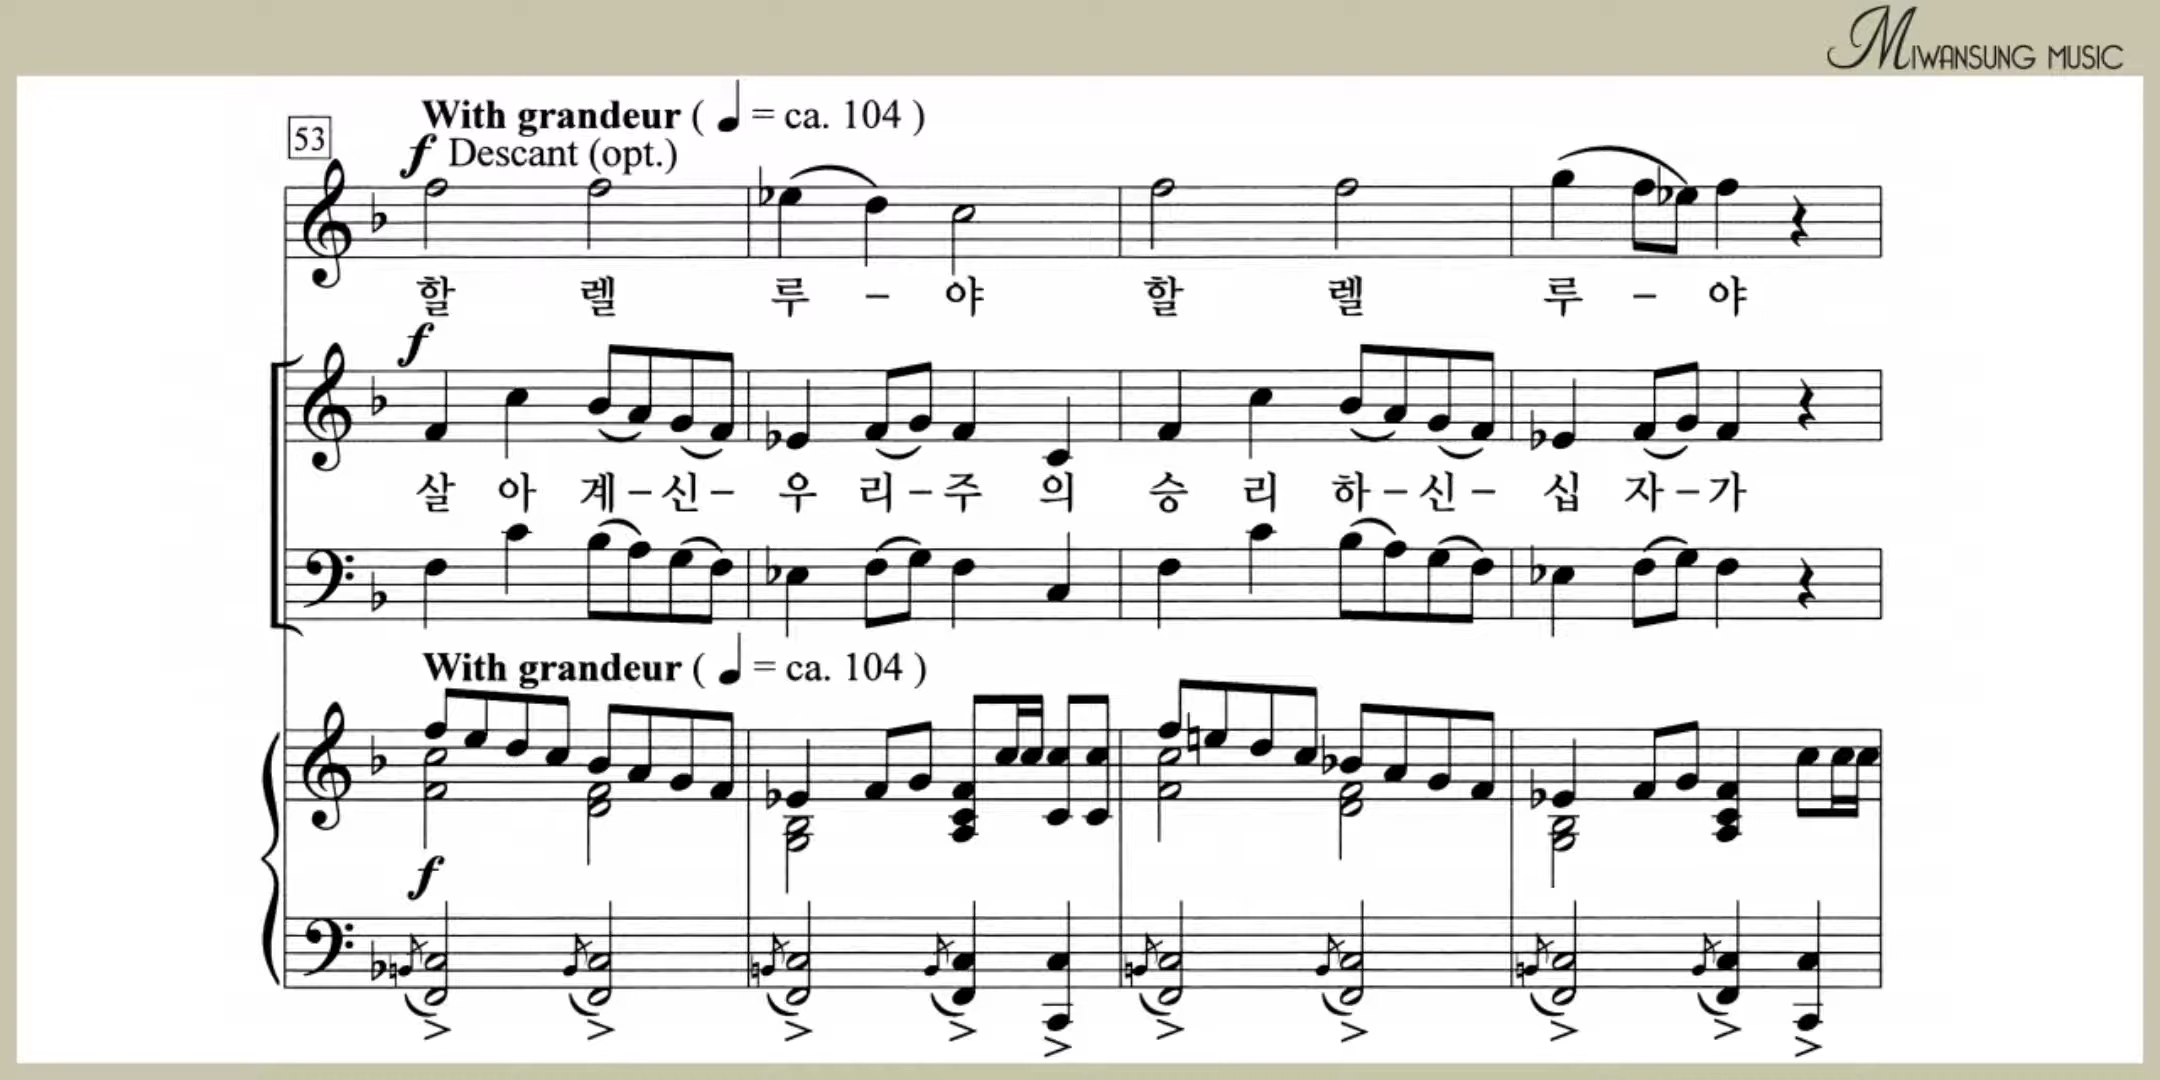 MIWANSUNG MUSIC
With grandeur ( ♩ = ca. 104 )
53
f Descant (opt.)
할 렐 루 – 야 할 렐 루 – 야
f
살 아 계 – 신 – 우 리 – 주 의 승 리 하 – 신 – 십 자 – 가
With grandeur ( ♩ = ca. 104 )
f